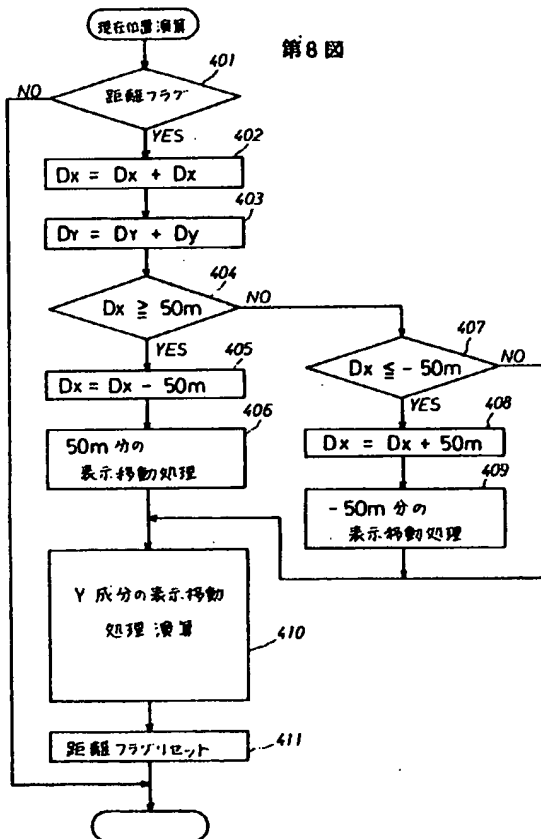 第8図
現在位置演算
401
距離フラグ
NO
YES
402
Dx = Dx + Dx
403
DY = DY + Dy
404
Dx ≧ 50m
NO
YES
405
Dx = Dx - 50m
406
50m 分の
表示移動処理
407
Dx ≦ - 50m
NO
YES
408
Dx = Dx + 50m
409
- 50m 分の
表示移動処理
Y 成分の表示移動
処理演算
410
距離フラグリセット
411